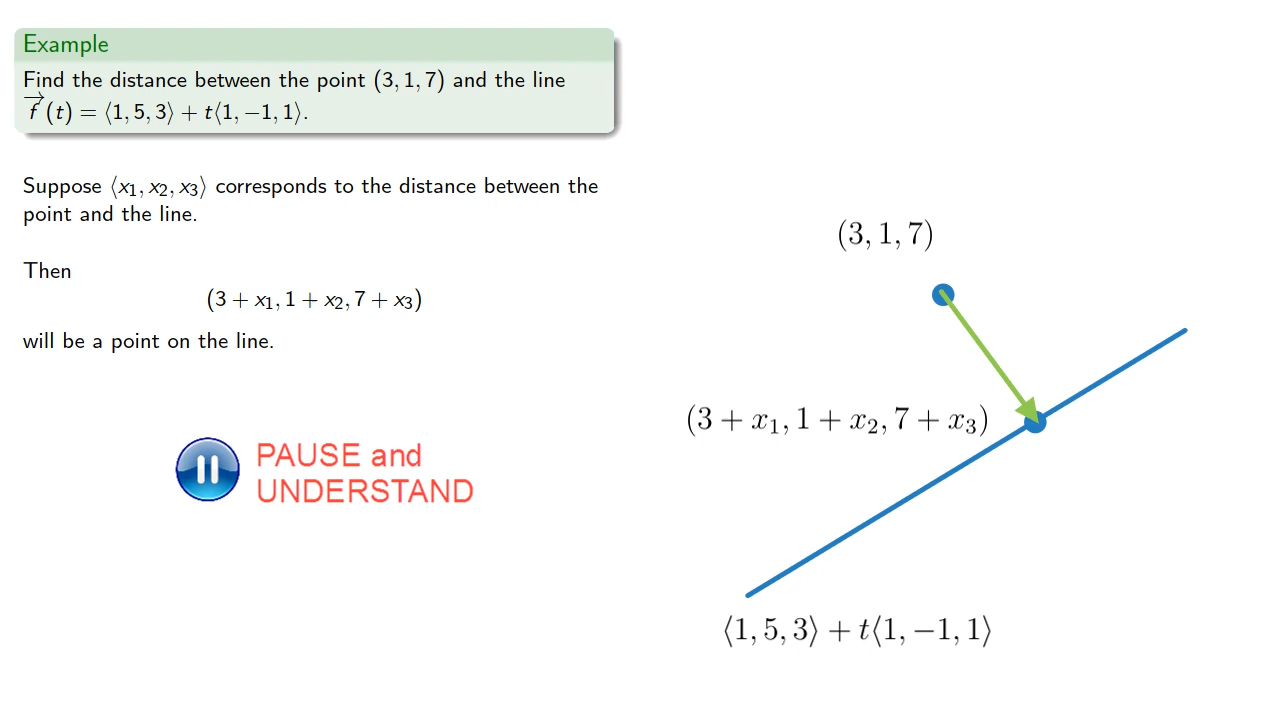 Example
Find the distance between the point (3, 1, 7) and the line
f⃗(t) = ⟨1, 5, 3⟩ + t⟨1, −1, 1⟩.
Suppose ⟨x₁, x₂, x₃⟩ corresponds to the distance between the
point and the line.
Then
(3 + x₁, 1 + x₂, 7 + x₃)
will be a point on the line.
PAUSE and
UNDERSTAND
(3, 1, 7)
(3 + x₁, 1 + x₂, 7 + x₃)
⟨1, 5, 3⟩ + t⟨1, −1, 1⟩